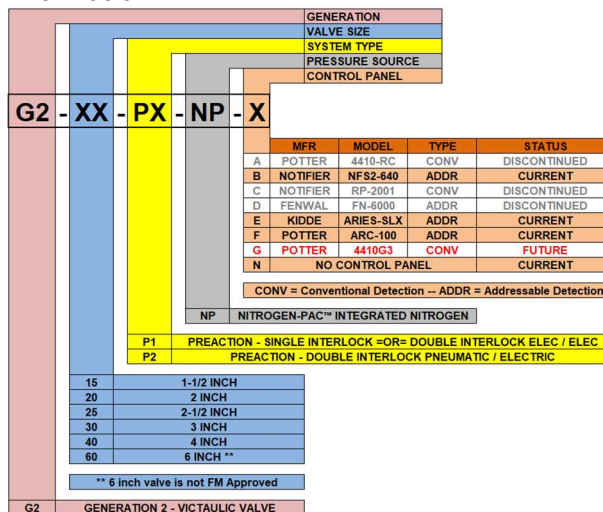 GENERATION
VALVE SIZE
SYSTEM TYPE
PRESSURE SOURCE
CONTROL PANEL
G2 - XX - PX - NP - X
MFR MODEL TYPE STATUS
A POTTER 4410-RC CONV DISCONTINUED
B NOTIFIER NFS2-640 ADDR CURRENT
C NOTIFIER RP-2001 CONV DISCONTINUED
D FENWAL FN-6000 ADDR DISCONTINUED
E KIDDE ARIES-SLX ADDR CURRENT
F POTTER ARC-100 ADDR CURRENT
G POTTER 4410G3 CONV FUTURE
N NO CONTROL PANEL CURRENT
CONV = Conventional Detection -- ADDR = Addressable Detection
NP NITROGEN-PAC™ INTEGRATED NITROGEN
P1 PREACTION - SINGLE INTERLOCK =OR= DOUBLE INTERLOCK ELEC / ELEC
P2 PREACTION - DOUBLE INTERLOCK PNEUMATIC / ELECTRIC
15 1-1/2 INCH
20 2 INCH
25 2-1/2 INCH
30 3 INCH
40 4 INCH
60 6 INCH **
** 6 inch valve is not FM Approved
G2 GENERATION 2 - VICTAULIC VALVE